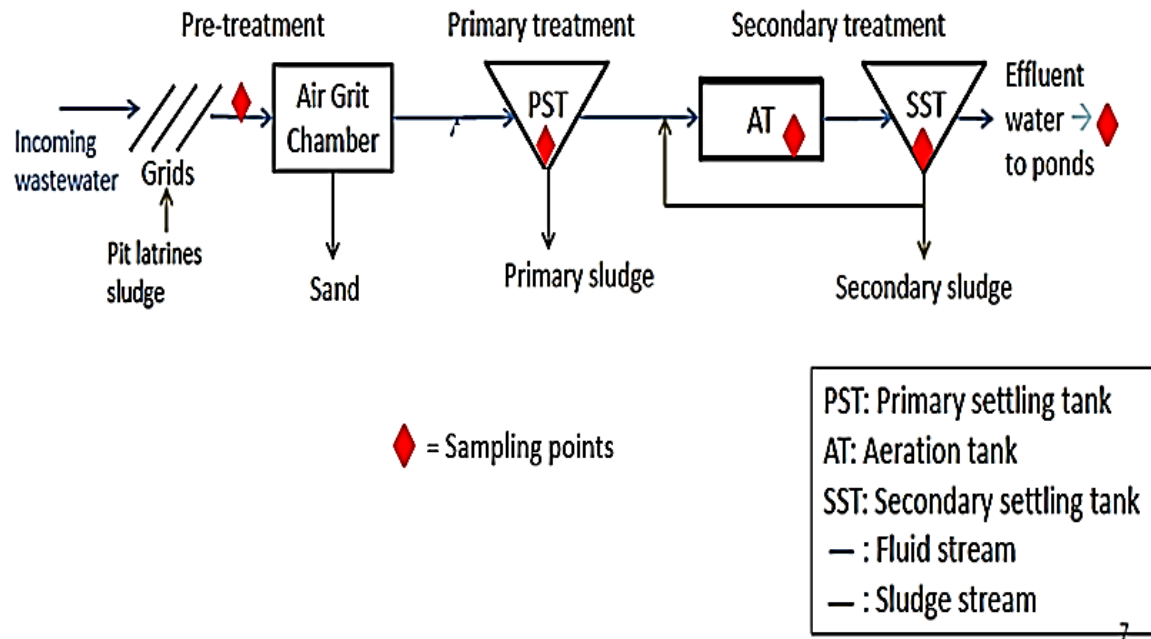 Pre-treatment
Primary treatment
Secondary treatment
Incoming
wastewater
Grids
Pit latrines
sludge
Air Grit
Chamber
Sand
PST
Primary sludge
AT
SST
Secondary sludge
Effluent
water
to ponds
= Sampling points
PST: Primary settling tank
AT: Aeration tank
SST: Secondary settling tank
— : Fluid stream
— : Sludge stream